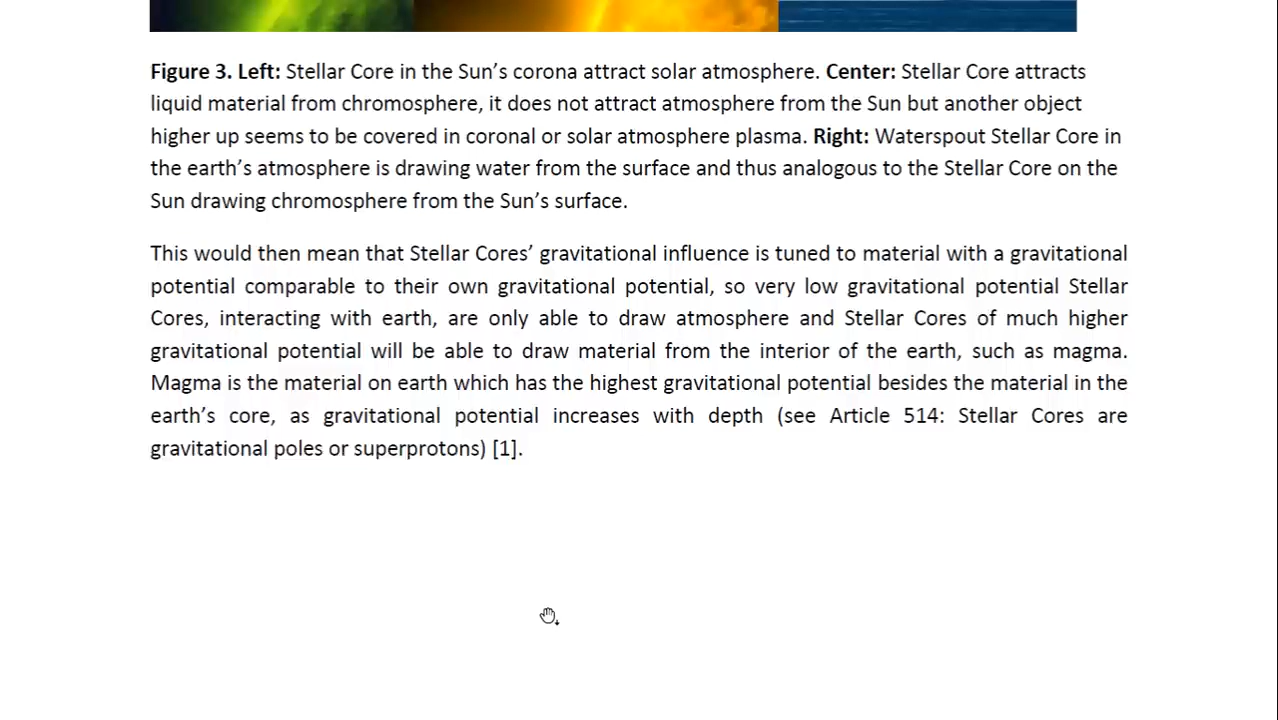 Figure 3. Left: Stellar Core in the Sun’s corona attract solar atmosphere. Center: Stellar Core attracts
liquid material from chromosphere, it does not attract atmosphere from the Sun but another object
higher up seems to be covered in coronal or solar atmosphere plasma. Right: Waterspout Stellar Core in
the earth’s atmosphere is drawing water from the surface and thus analogous to the Stellar Core on the
Sun drawing chromosphere from the Sun’s surface.
This would then mean that Stellar Cores’ gravitational influence is tuned to material with a gravitational
potential comparable to their own gravitational potential, so very low gravitational potential Stellar
Cores, interacting with earth, are only able to draw atmosphere and Stellar Cores of much higher
gravitational potential will be able to draw material from the interior of the earth, such as magma.
Magma is the material on earth which has the highest gravitational potential besides the material in the
earth’s core, as gravitational potential increases with depth (see Article 514: Stellar Cores are
gravitational poles or superprotons) [1].